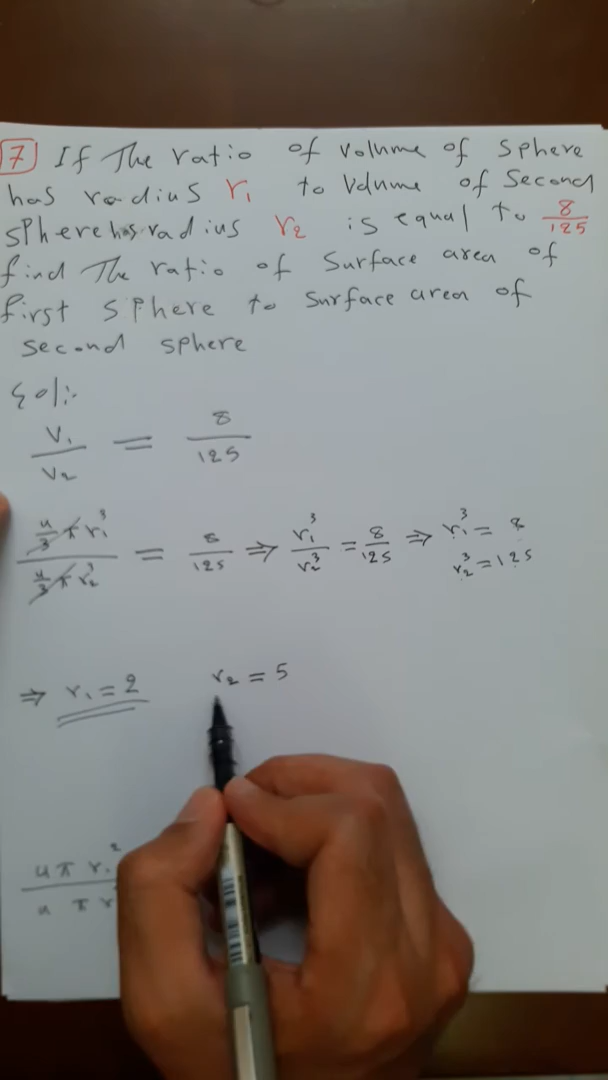 7 If The ratio of volume of sphere
has radius r₁ to volume of second
sphere has radius r₂ is equal to 8/125
find The ratio of surface area of
first sphere to surface area of
second sphere
Sol:-
V₁/V₂ = 8/125
4/3 π r₁³ / 4/3 π r₂³ = 8/125 ⇒ r₁³/r₂³ = 8/125 ⇒ r₁³ = 8
r₂³ = 125
⇒ r₁ = 2 r₂ = 5
4 π r₁²
4 π r